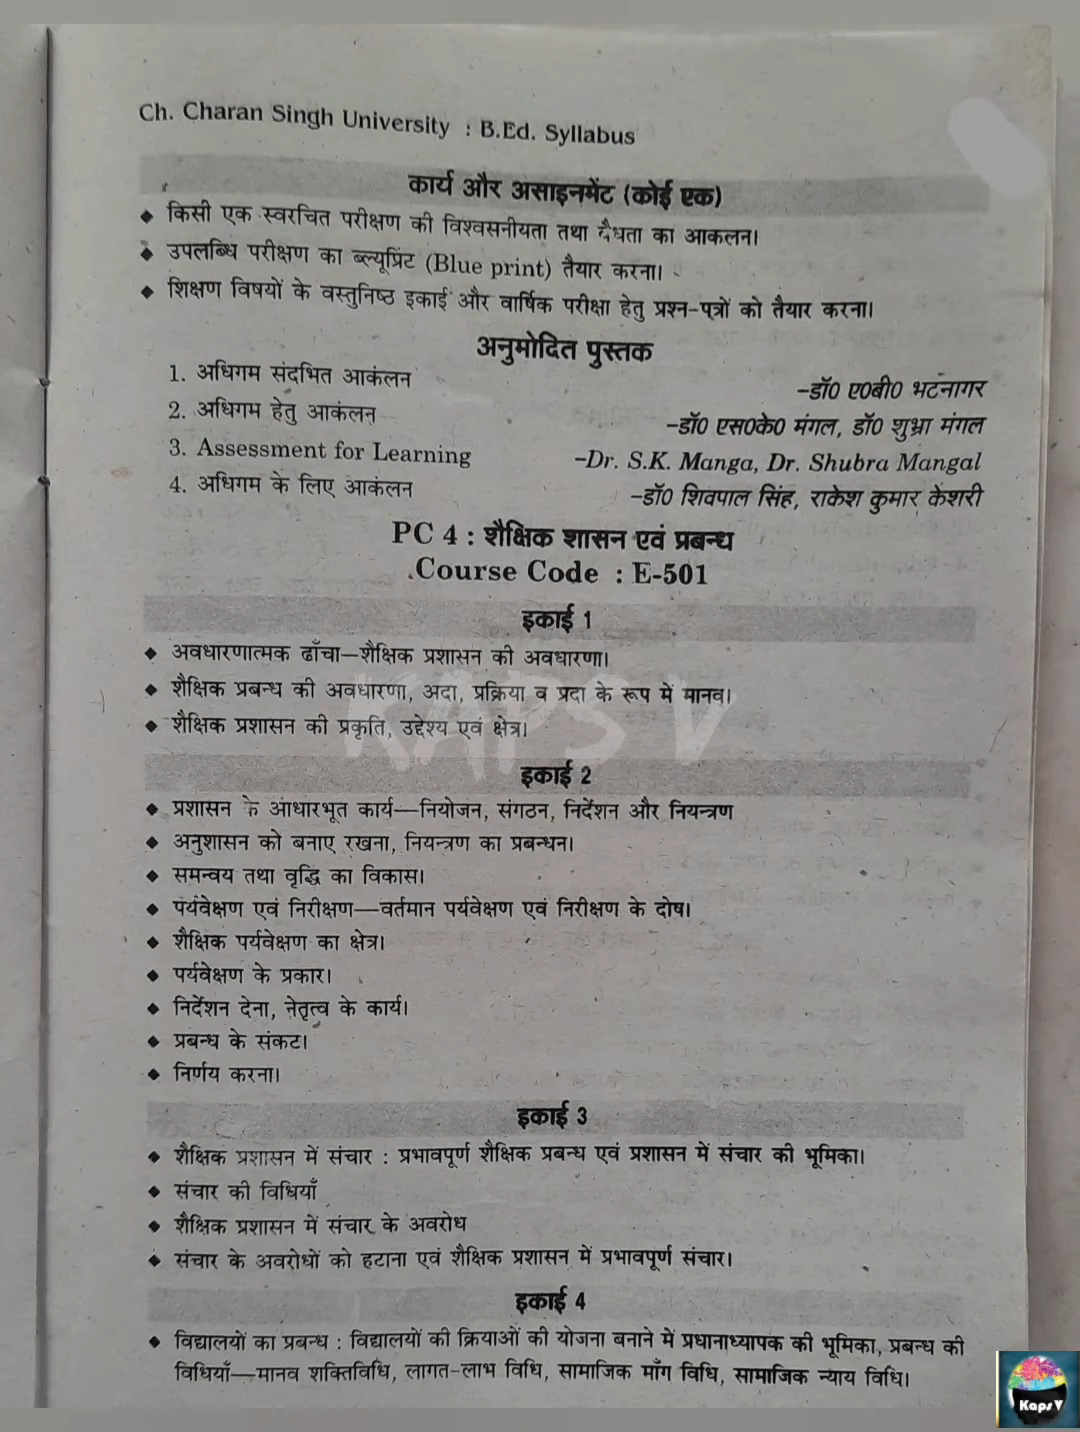 Ch. Charan Singh University : B.Ed. Syllabus
कार्य और असाइनमेंट (कोई एक)
◆ किसी एक स्वरचित परीक्षण की विश्वसनीयता तथा वैधता का आकलन।
◆ उपलब्धि परीक्षण का ब्ल्यूप्रिंट (Blue print) तैयार करना।
◆ शिक्षण विषयों के वस्तुनिष्ठ इकाई और वार्षिक परीक्षा हेतु प्रश्न-पत्रों को तैयार करना।
अनुमोदित पुस्तक
1. अधिगम संदभित आकंलन -डॉ0 ए0बी0 भटनागर
2. अधिगम हेतु आकंलन -डॉ0 एस0के0 मंगल, डॉ0 शुभ्रा मंगल
3. Assessment for Learning -Dr. S.K. Manga, Dr. Shubra Mangal
4. अधिगम के लिए आकंलन -डॉ0 शिवपाल सिंह, राकेश कुमार केशरी
PC 4 : शैक्षिक शासन एवं प्रबन्ध
Course Code : E-501
इकाई 1
◆ अवधारणात्मक ढाँचा—शैक्षिक प्रशासन की अवधारणा।
◆ शैक्षिक प्रबन्ध की अवधारणा, अदा, प्रक्रिया व प्रदा के रूप में मानव।
◆ शैक्षिक प्रशासन की प्रकृति, उद्देश्य एवं क्षेत्र।
KAPS V
इकाई 2
◆ प्रशासन के आधारभूत कार्य—नियोजन, संगठन, निर्देशन और नियन्त्रण
◆ अनुशासन को बनाए रखना, नियन्त्रण का प्रबन्धन।
◆ समन्वय तथा वृद्धि का विकास।
◆ पर्यवेक्षण एवं निरीक्षण—वर्तमान पर्यवेक्षण एवं निरीक्षण के दोष।
◆ शैक्षिक पर्यवेक्षण का क्षेत्र।
◆ पर्यवेक्षण के प्रकार।
◆ निर्देशन देना, नेतृत्व के कार्य।
◆ प्रबन्ध के संकट।
◆ निर्णय करना।
इकाई 3
◆ शैक्षिक प्रशासन में संचार : प्रभावपूर्ण शैक्षिक प्रबन्ध एवं प्रशासन में संचार की भूमिका।
◆ संचार की विधियाँ
◆ शैक्षिक प्रशासन में संचार के अवरोध
◆ संचार के अवरोधों को हटाना एवं शैक्षिक प्रशासन में प्रभावपूर्ण संचार।
इकाई 4
◆ विद्यालयों का प्रबन्ध : विद्यालयों की क्रियाओं की योजना बनाने में प्रधानाध्यापक की भूमिका, प्रबन्ध की
विधियाँ—मानव शक्तिविधि, लागत-लाभ विधि, सामाजिक माँग विधि, सामाजिक न्याय विधि।
Kaps V